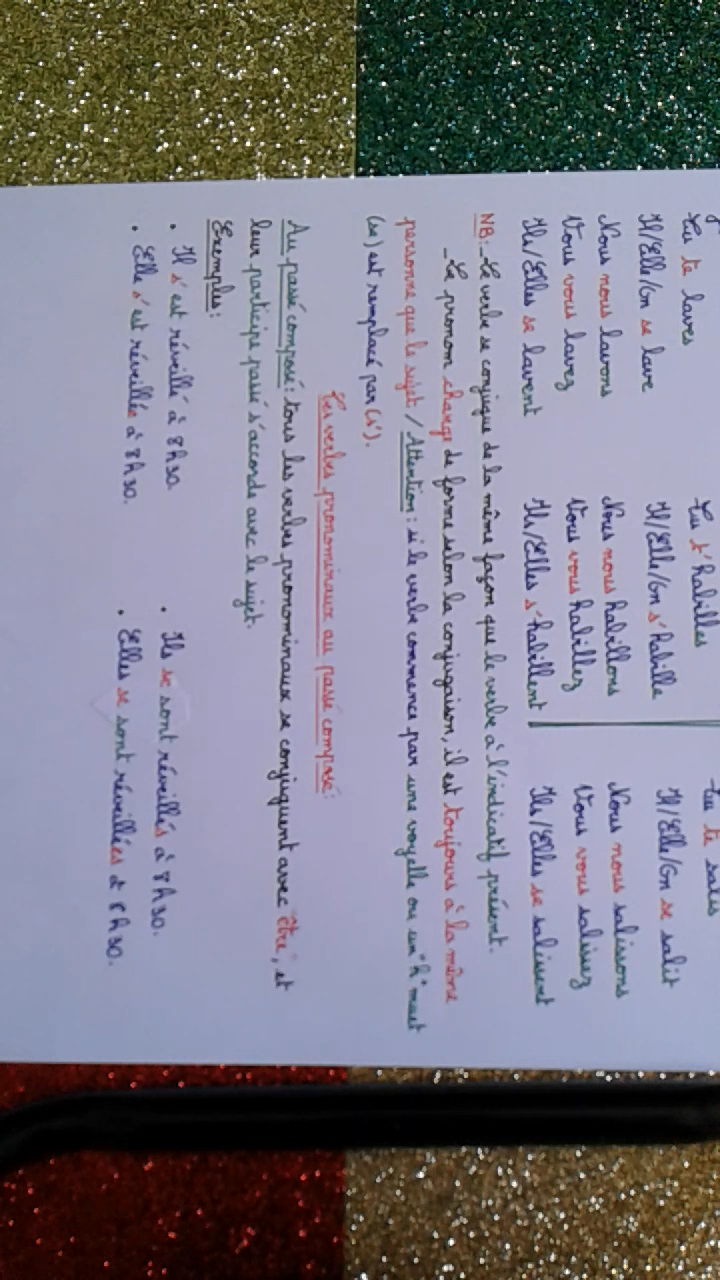 Tu te laves Tu t'habilles Tu te salis
Il/Elle/On se lave Il/Elle/On s'habille Il/Elle/On se salit
Nous nous lavons Nous nous habillons Nous nous salissons
Vous vous lavez Vous vous habillez Vous vous salissez
Ils/Elles se lavent Ils/Elles s'habillent Ils/Elles se salissent
NB: _Le verbe se conjugue de la même façon que le verbe à l'indicatif présent.
_Le pronom change de forme selon la conjugaison, il est toujours à la même
personne que le sujet / Attention : si le verbe commence par une voyelle ou un "h" muet
(se) est remplacé par (s').
Les verbes pronominaux au passé composé :
Au passé composé : tous les verbes pronominaux se conjuguent avec "être", et
leur participe passé s'accorde avec le sujet.
Exemples :
• Il s'est réveillé à 8h30. • Ils se sont réveillés à 8h30.
• Elle s'est réveillée à 8h30. • Elles se sont réveillées à 8h30.